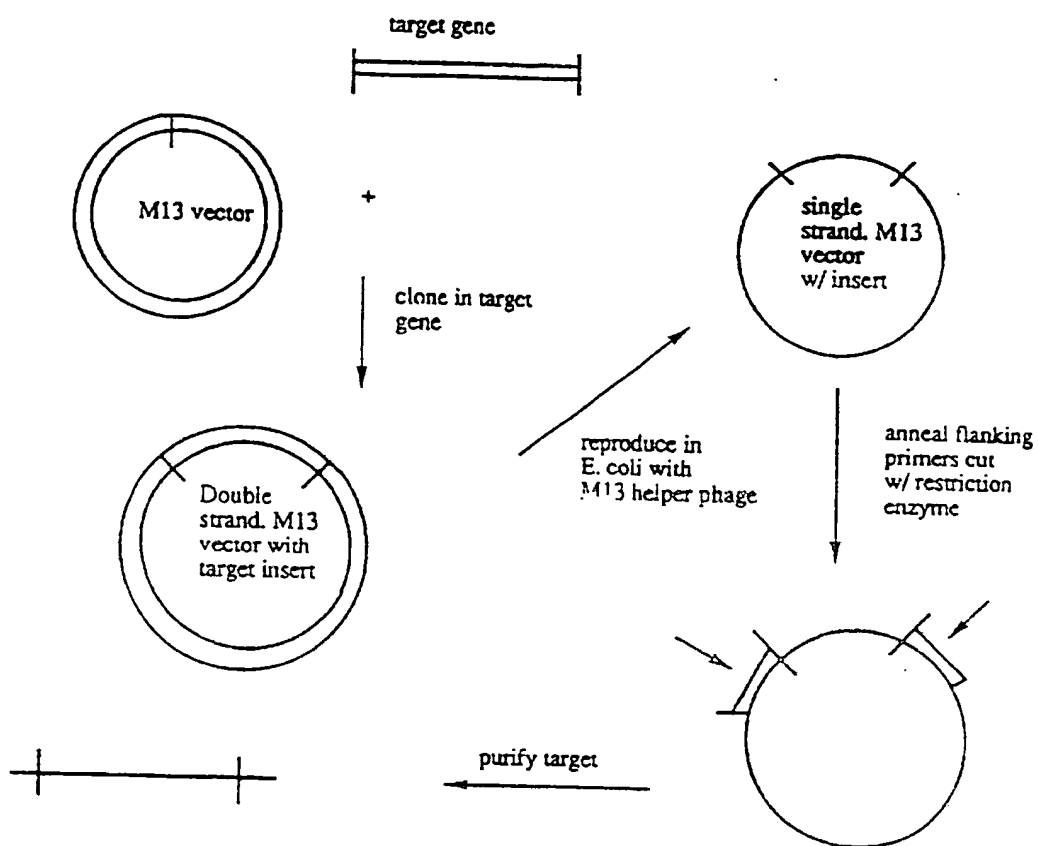 target gene
M13 vector
+
clone in target
gene
Double
strand. M13
vector with
target insert
reproduce in
E. coli with
M13 helper phage
single
strand. M13
vector
w/ insert
anneal flanking
primers cut
w/ restriction
enzyme
purify target